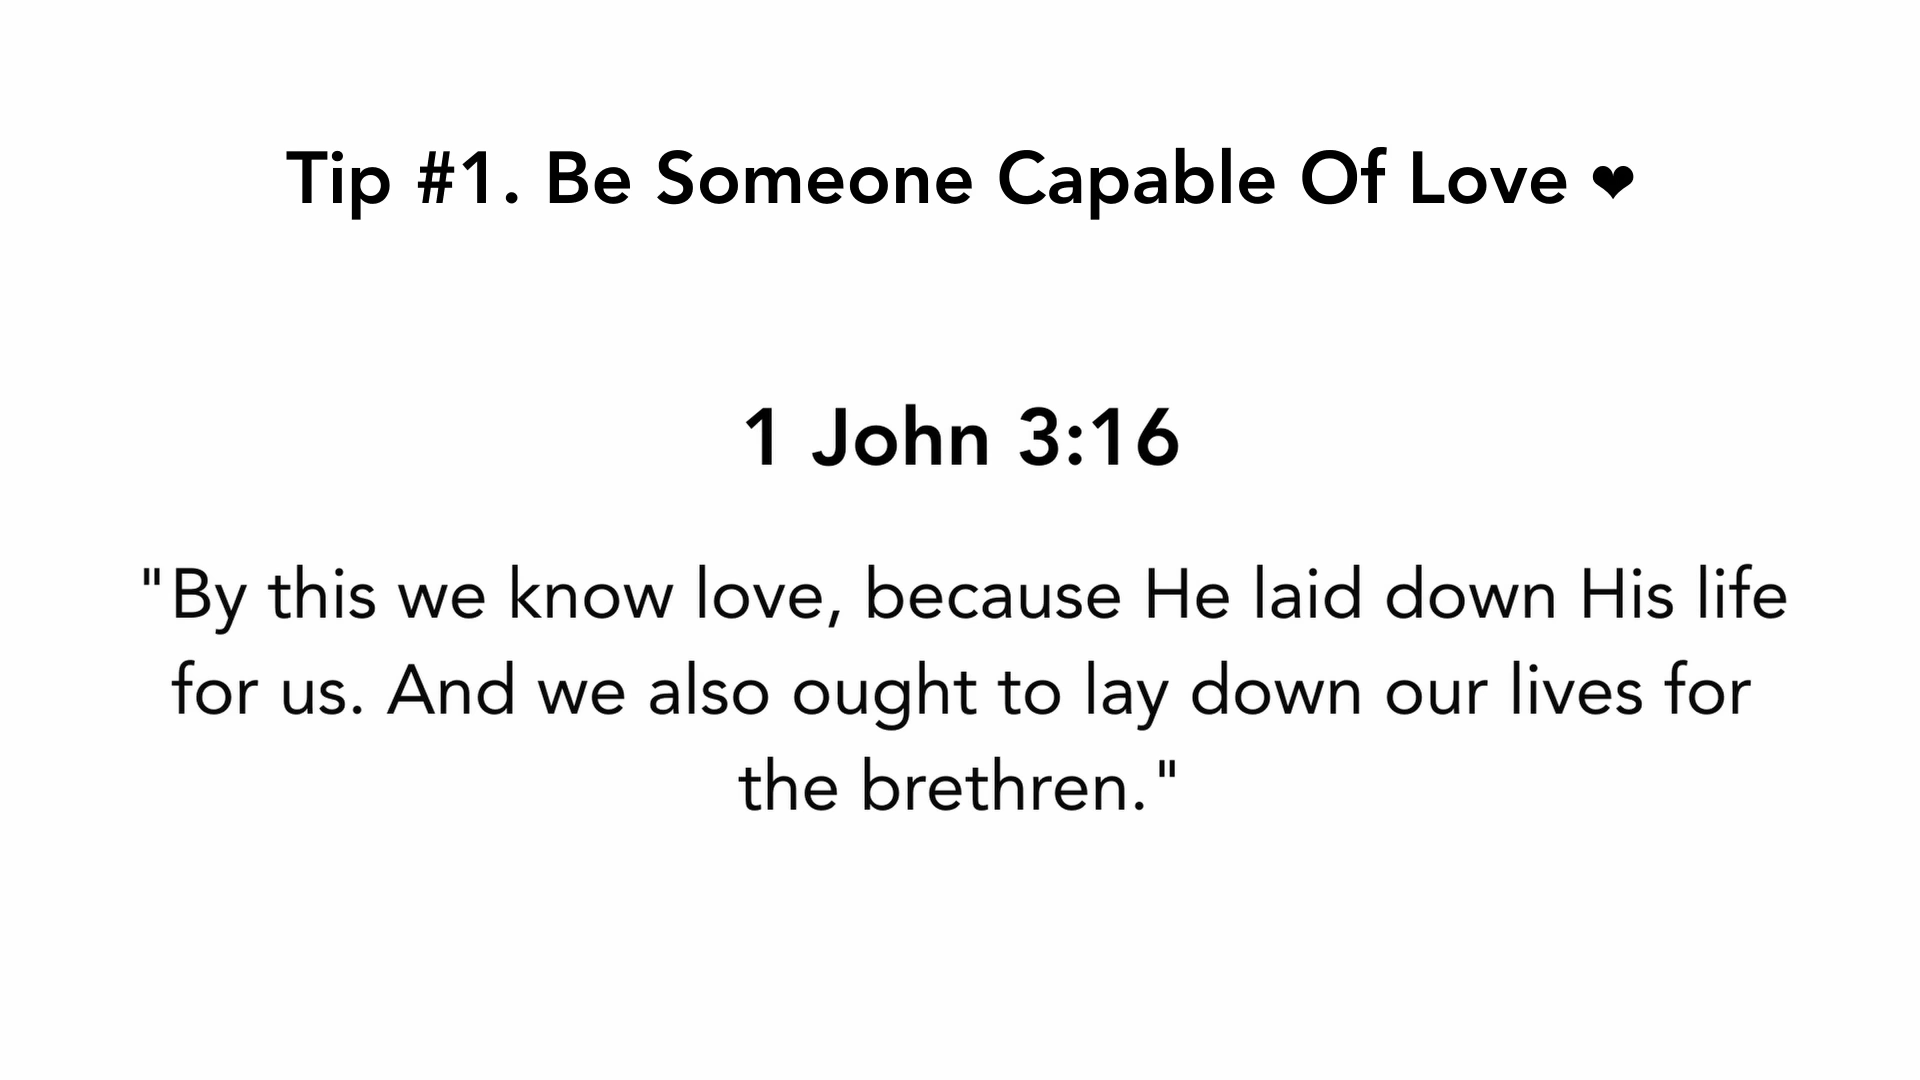 Tip #1. Be Someone Capable Of Love ❤
1 John 3:16
"By this we know love, because He laid down His life
for us. And we also ought to lay down our lives for
the brethren."